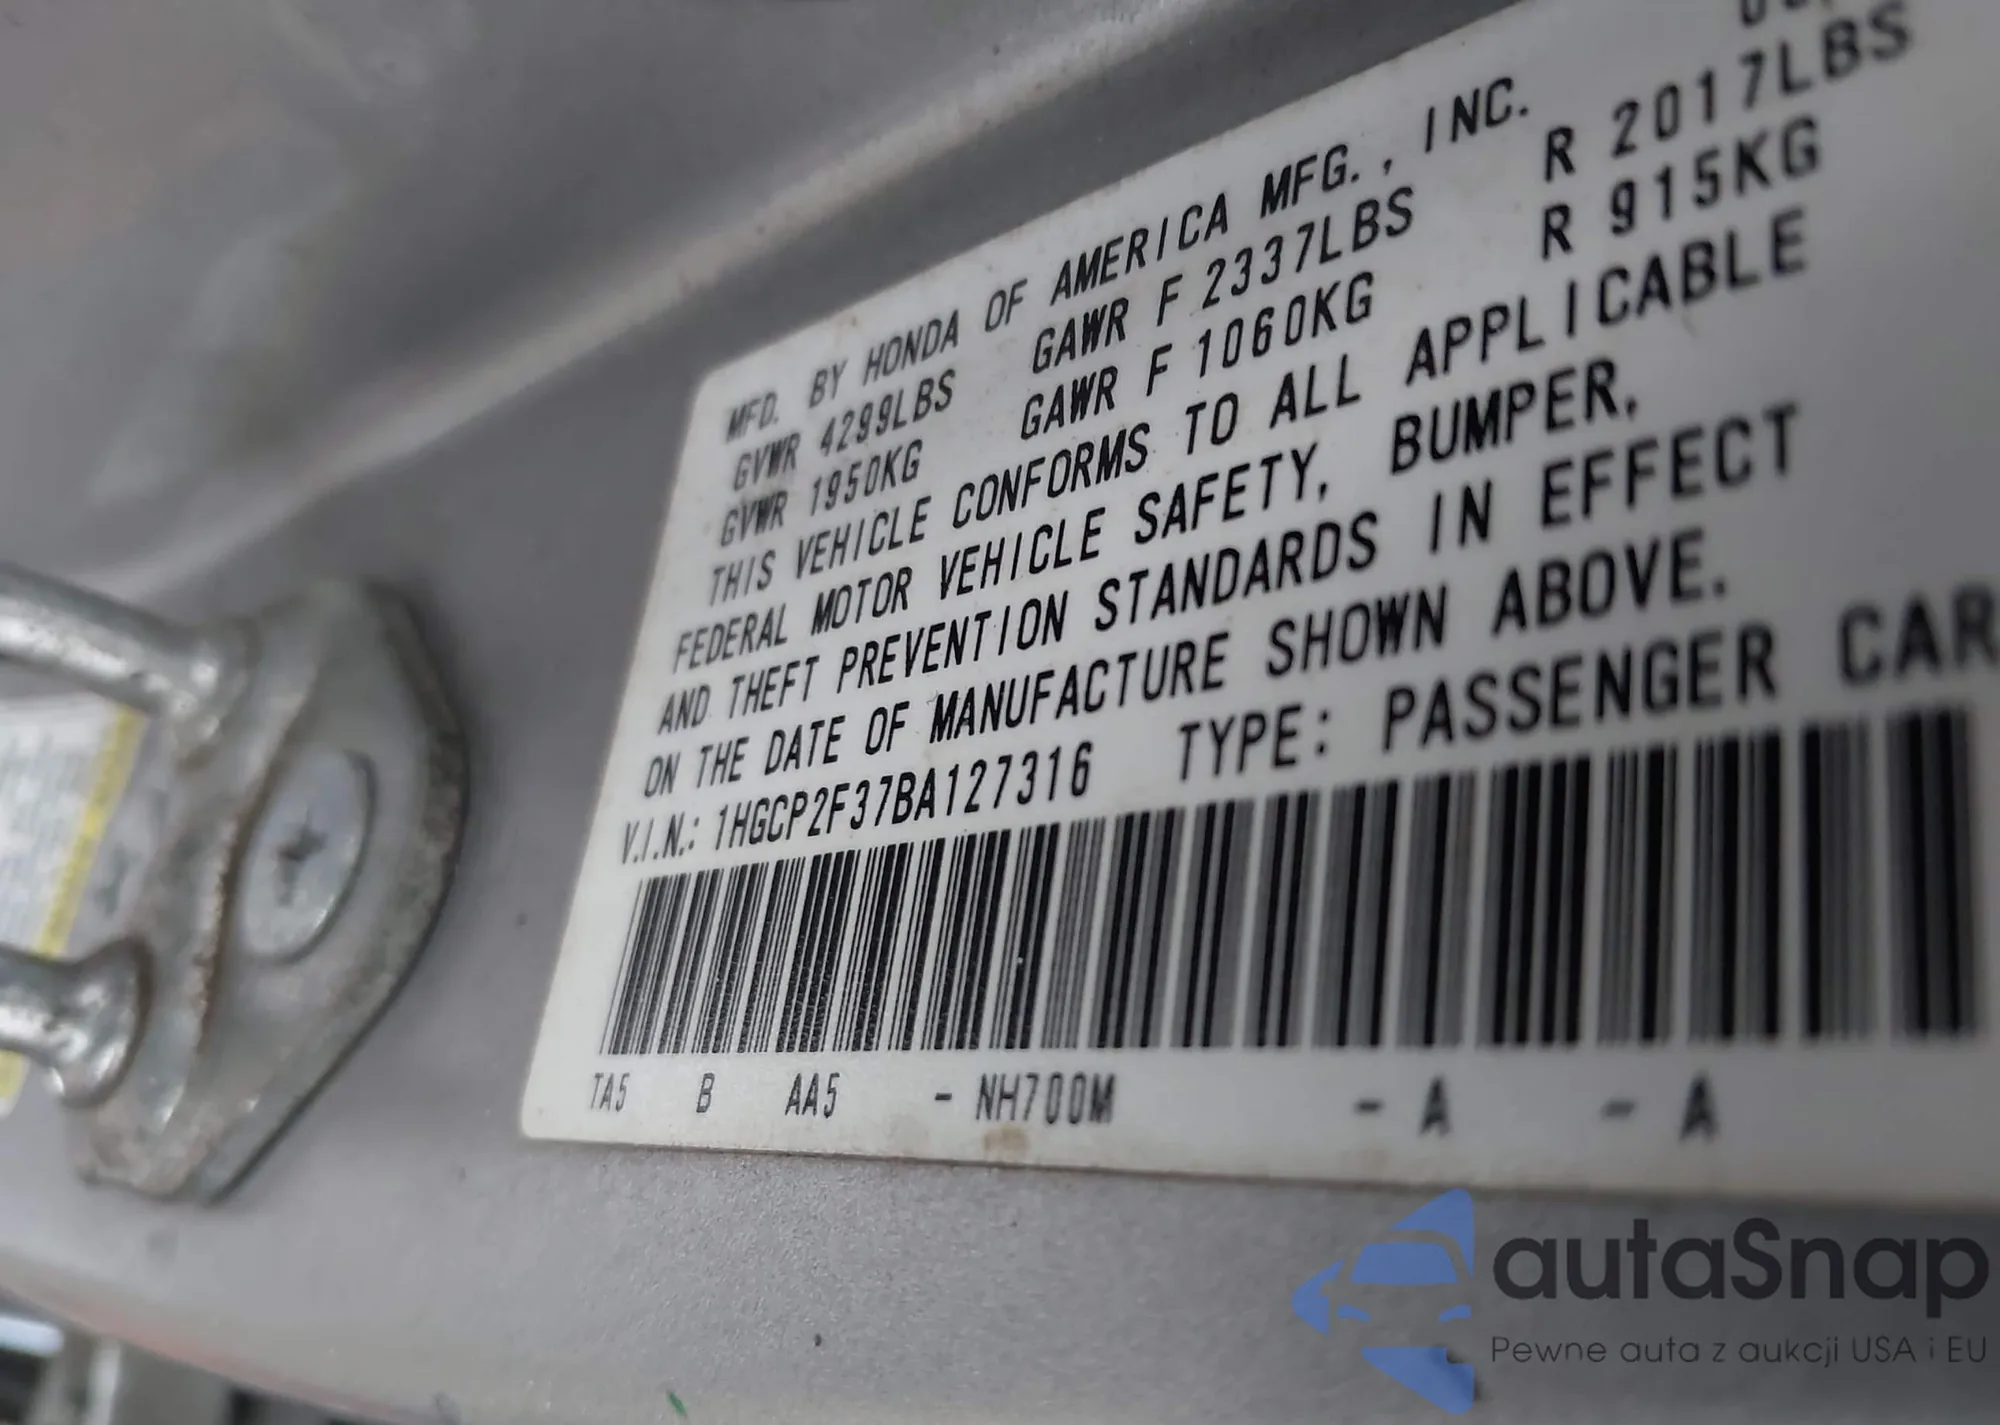 MFD. BY HONDA OF AMERICA MFG., INC.
GVWR 4299LBS GAWR F 2337LBS R 2017LBS
GVWR 1950KG GAWR F 1060KG R 915KG
THIS VEHICLE CONFORMS TO ALL APPLICABLE
FEDERAL MOTOR VEHICLE SAFETY, BUMPER,
AND THEFT PREVENTION STANDARDS IN EFFECT
ON THE DATE OF MANUFACTURE SHOWN ABOVE.
V.I.N.: 1HGCP2F37BA127316 TYPE: PASSENGER CAR
TA5 B AA5 - NH700M - A - A
autaSnap
Pewne auta z aukcji USA i EU